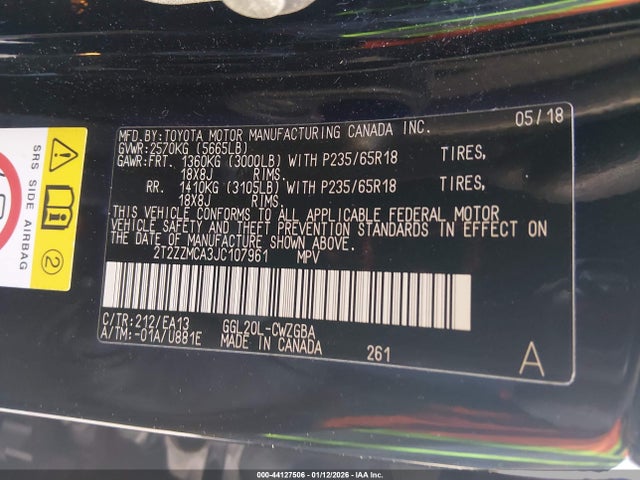 MFD.BY:TOYOTA MOTOR MANUFACTURING CANADA INC. 05/18
GVWR:2570KG (5665LB)
GAWR:FRT. 1360KG (3000LB) WITH P235/65R18 TIRES,
18X8J RIMS.
RR. 1410KG (3105LB) WITH P235/65R18 TIRES,
18X8J RIMS.
THIS VEHICLE CONFORMS TO ALL APPLICABLE FEDERAL MOTOR
VEHICLE SAFETY AND THEFT PREVENTION STANDARDS IN EFFECT ON
THE DATE OF MANUFACTURE SHOWN ABOVE.
2T2ZZMCA3JC107961 MPV
C/TR:212/EA13 GGL20L-CWZGBA
A/TM:-01A/U881E MADE IN CANADA 261 A
SRS SIDE AIRBAG
2
000-44127506 - 01/12/2026 - IAA Inc.